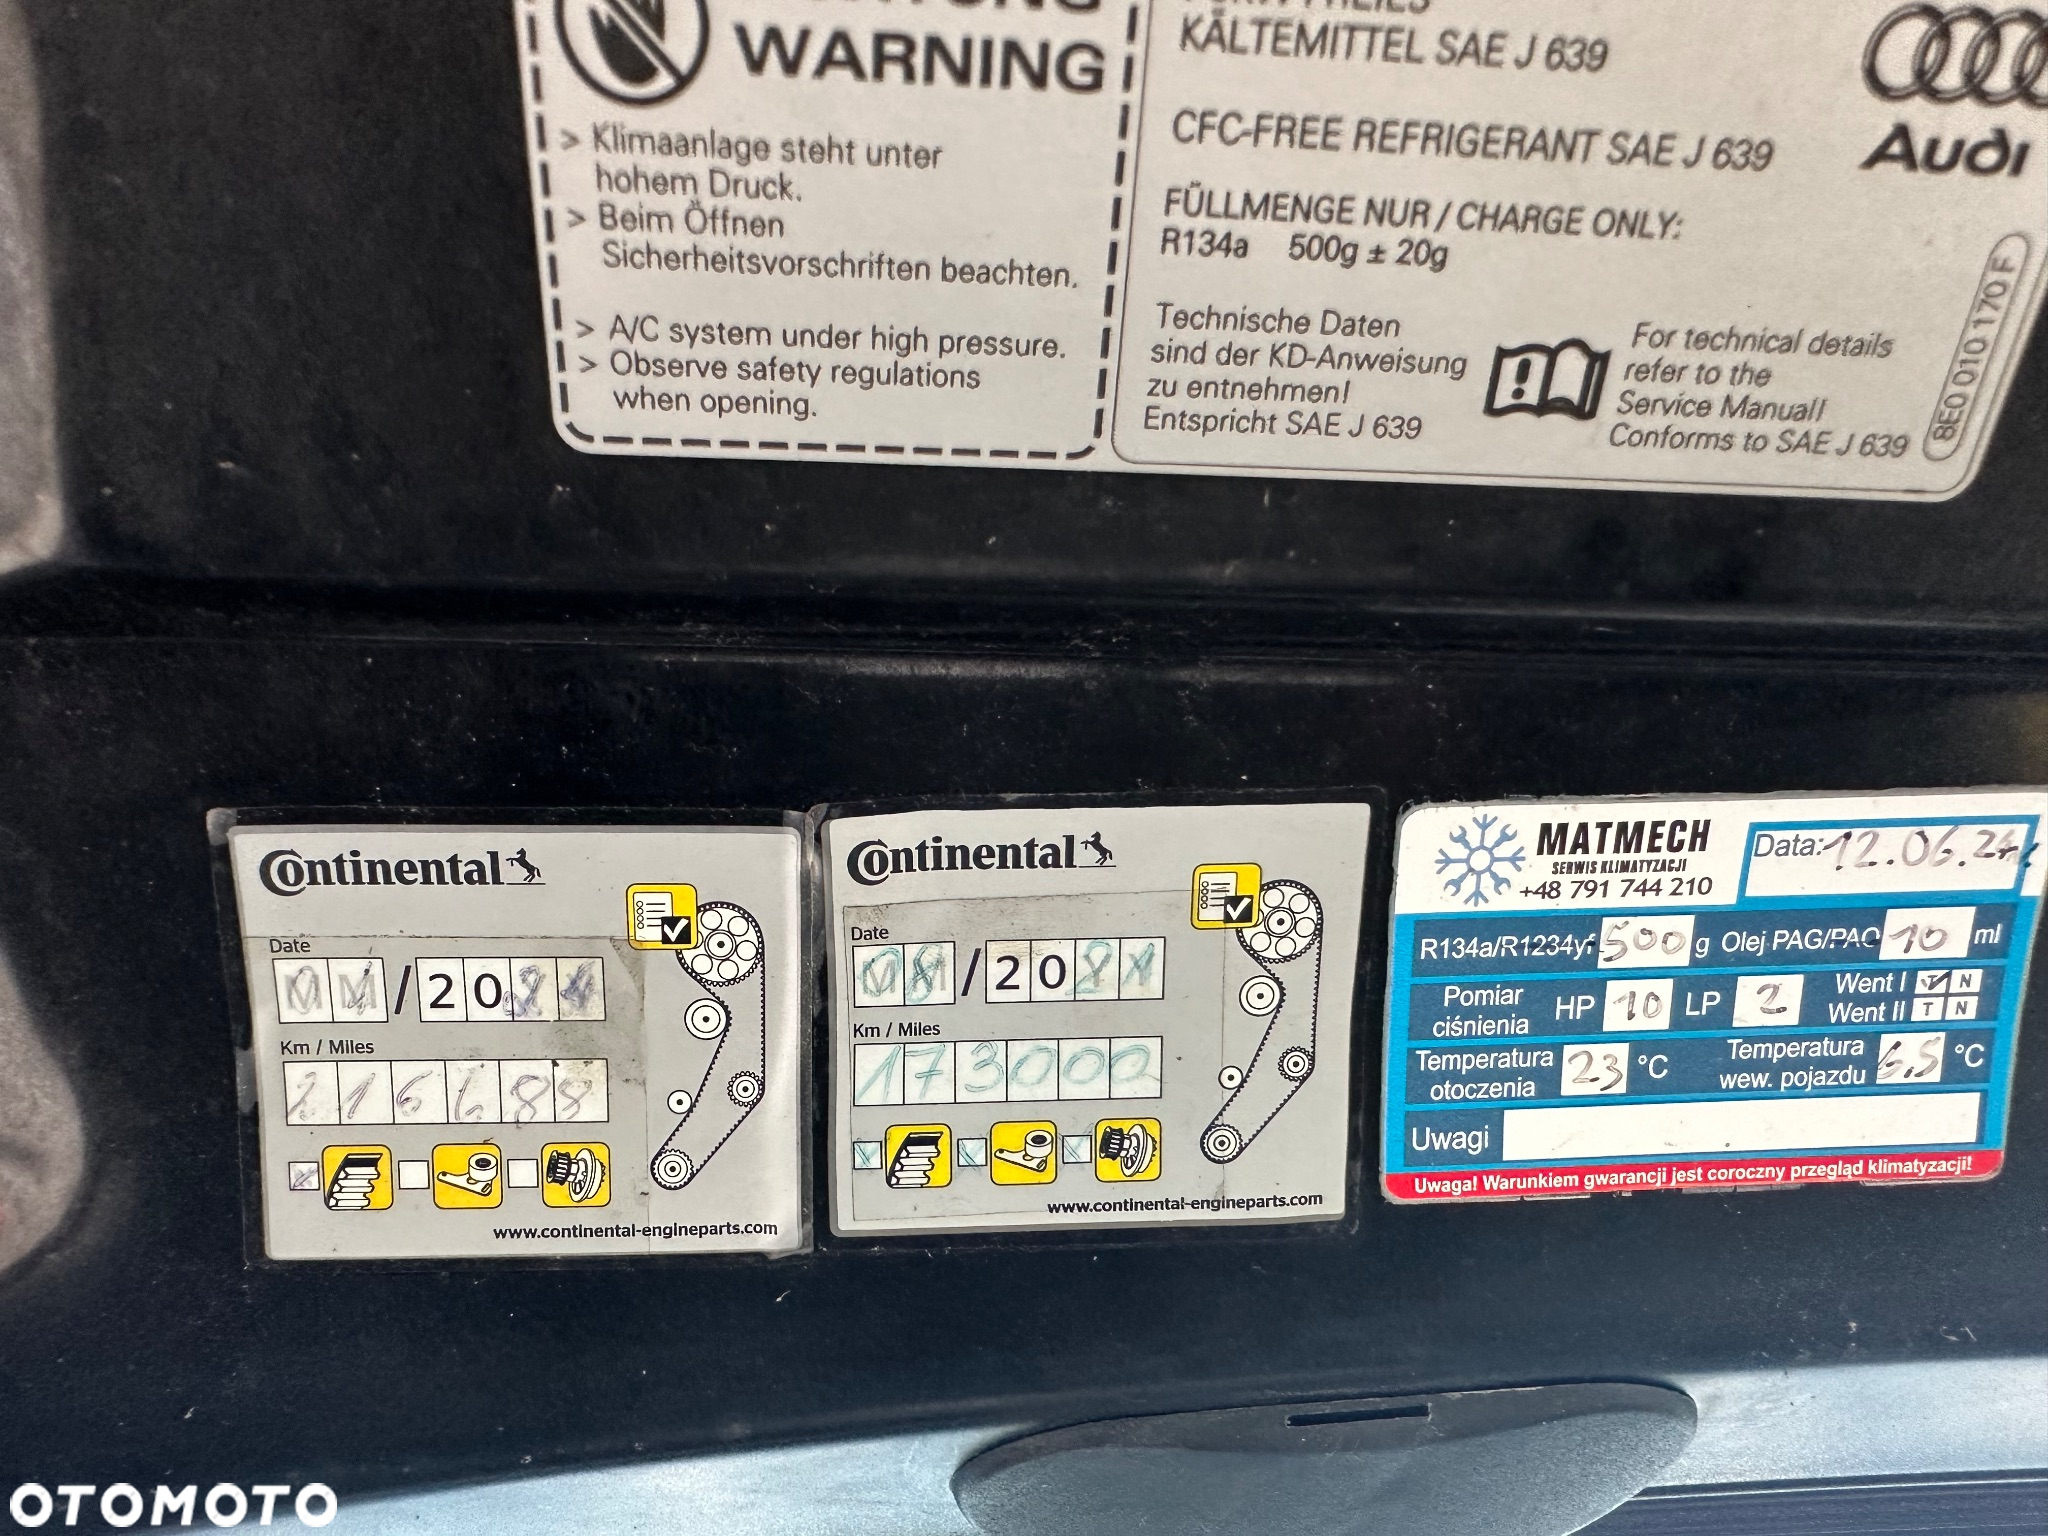 WARNING
> Klimaanlage steht unter
hohem Druck.
> Beim Öffnen
Sicherheitsvorschriften beachten.
> A/C system under high pressure.
> Observe safety regulations
when opening.
KÄLTEMITTEL SAE J 639
CFC-FREE REFRIGERANT SAE J 639
FÜLLMENGE NUR / CHARGE ONLY:
R134a 500g ± 20g
Technische Daten
sind der KD-Anweisung
zu entnehmen!
Entspricht SAE J 639
For technical details
refer to the
Service Manual!
Conforms to SAE J 639
Audi
8E0 010 170 F
Continental
Date
/ 20
Km / Miles
216688
www.continental-engineparts.com
Continental
Date
08 / 20 21
Km / Miles
173000
www.continental-engineparts.com
MATMECH
SERWIS KLIMATYZACJI
+48 791 744 210
Data: 12.06.24
R134a/R1234yf 500 g Olej PAG/PAO 10 ml
Pomiar ciśnienia HP 10 LP 2
Went I T N
Went II T N
Temperatura otoczenia 23 °C
Temperatura wew. pojazdu 5,5 °C
Uwagi
Uwaga! Warunkiem gwarancji jest coroczny przegląd klimatyzacji!
OTOMOTO